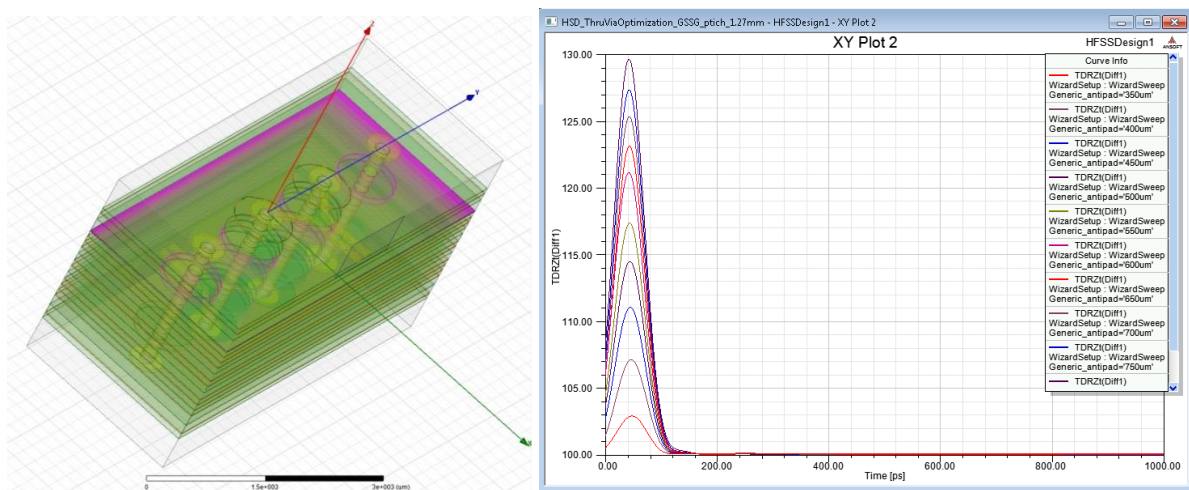 Z
Y
X
0
1.5e+003
3e+003 (um)
HSD_ThruViaOptimization_GSSG_ptich_1.27mm - HFSSDesign1 - XY Plot 2
XY Plot 2
HFSSDesign1
ANSOFT
130.00
125.00
120.00
115.00
110.00
105.00
100.00
TDRZt(Diff1)
0.00
200.00
400.00
600.00
800.00
1000.00
Time [ps]
Curve Info
TDRZt(Diff1)
WizardSetup : WizardSweep
Generic_antipad='350um'
TDRZt(Diff1)
WizardSetup : WizardSweep
Generic_antipad='400um'
TDRZt(Diff1)
WizardSetup : WizardSweep
Generic_antipad='450um'
TDRZt(Diff1)
WizardSetup : WizardSweep
Generic_antipad='500um'
TDRZt(Diff1)
WizardSetup : WizardSweep
Generic_antipad='550um'
TDRZt(Diff1)
WizardSetup : WizardSweep
Generic_antipad='600um'
TDRZt(Diff1)
WizardSetup : WizardSweep
Generic_antipad='650um'
TDRZt(Diff1)
WizardSetup : WizardSweep
Generic_antipad='700um'
TDRZt(Diff1)
WizardSetup : WizardSweep
Generic_antipad='750um'
TDRZt(Diff1)